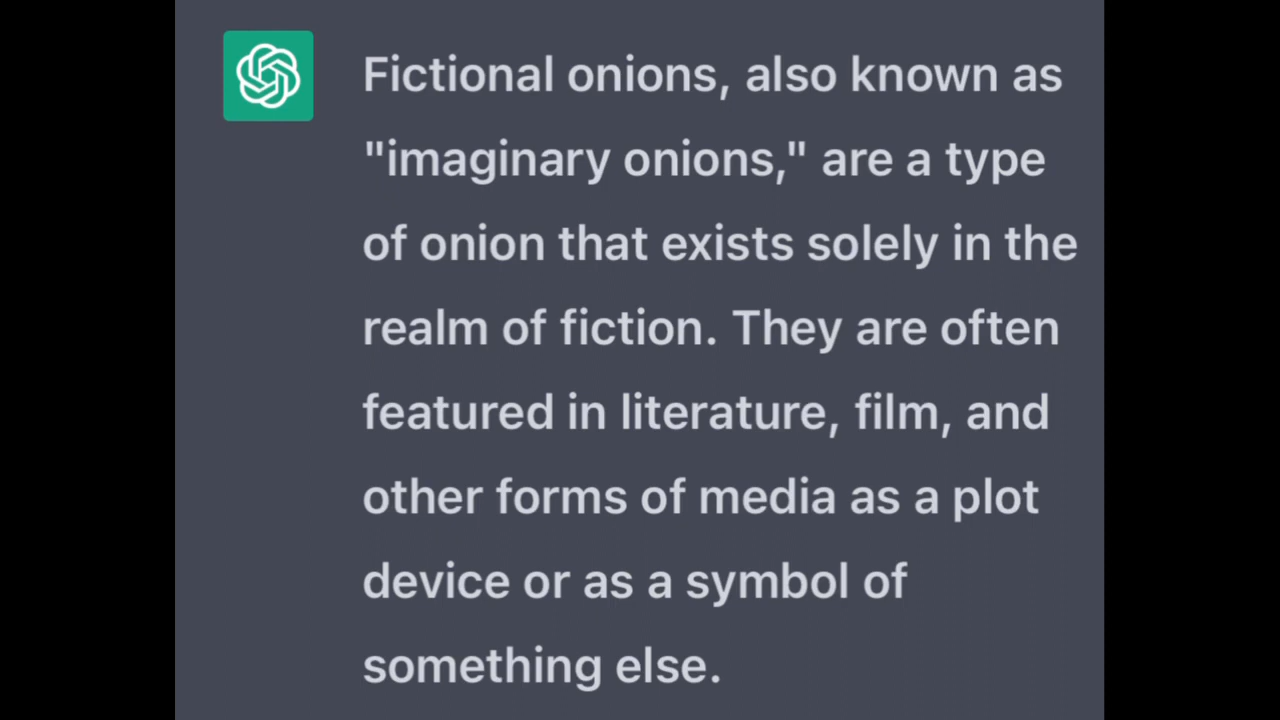 Fictional onions, also known as
"imaginary onions," are a type
of onion that exists solely in the
realm of fiction. They are often
featured in literature, film, and
other forms of media as a plot
device or as a symbol of
something else.